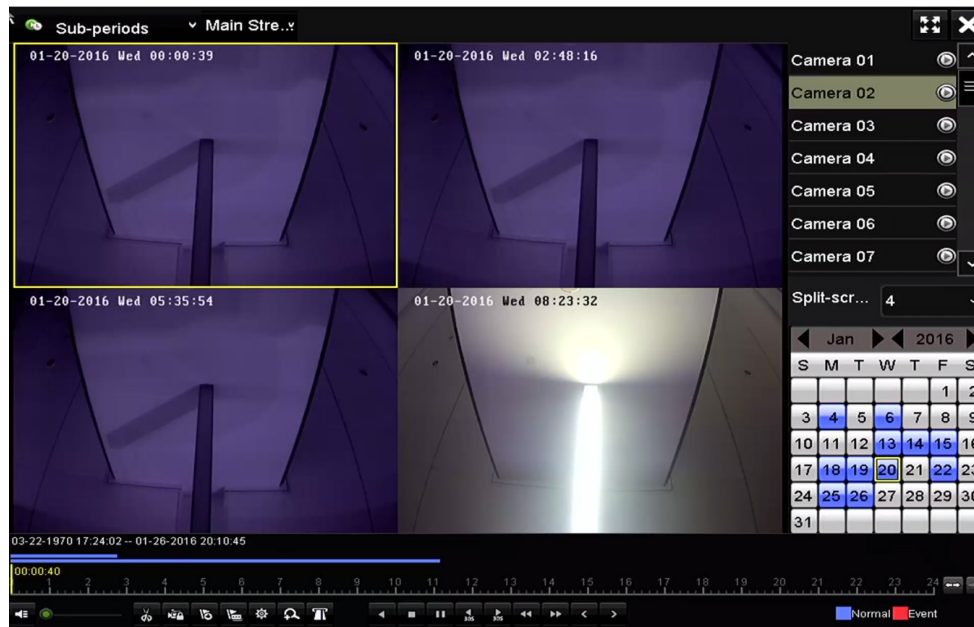 Sub-periods Main Stre...
01-20-2016 Wed 00:00:39
01-20-2016 Wed 02:48:16
01-20-2016 Wed 05:35:54
01-20-2016 Wed 08:23:32
Camera 01
Camera 02
Camera 03
Camera 04
Camera 05
Camera 06
Camera 07
Split-scr... 4
Jan 2016
S M T W T F S
1 2
3 4 5 6 7 8 9
10 11 12 13 14 15 16
17 18 19 20 21 22 23
24 25 26 27 28 29 30
31
03-22-1970 17:24:02 -- 01-26-2016 20:10:45
00:00:40
1 2 3 4 5 6 7 8 9 10 11 12 13 14 15 16 17 18 19 20 21 22 23 24
30S 30S
Normal Event